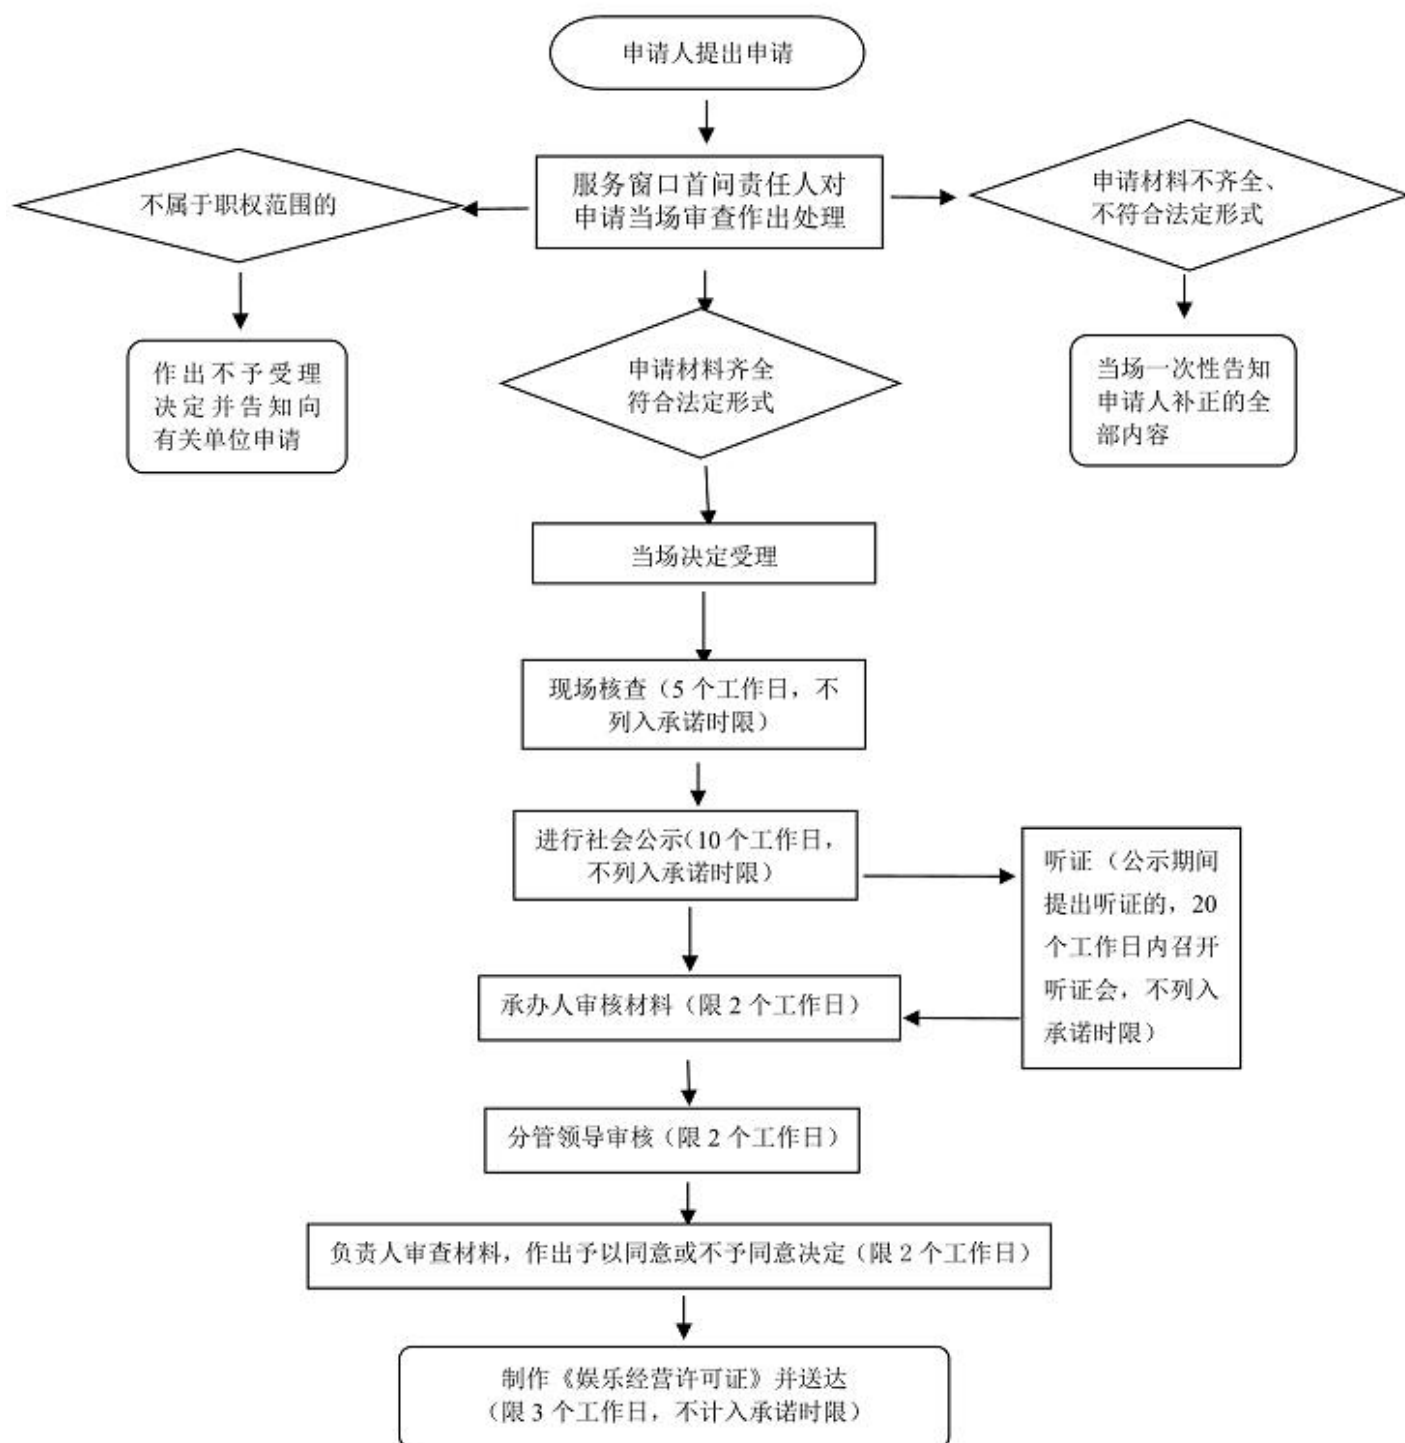 申请人提出申请
不属于职权范围的
服务窗口首问责任人对
申请当场审查作出处理
申请材料不齐全、
不符合法定形式
作出不予受理
决定并告知向
有关单位申请
申请材料齐全
符合法定形式
当场一次性告知
申请人补正的全
部内容
当场决定受理
现场核查（5 个工作日，不
列入承诺时限）
进行社会公示（10 个工作日，
不列入承诺时限）
听证（公示期间
提出听证的，20
个工作日内召开
听证会，不列入
承诺时限）
承办人审核材料（限 2 个工作日）
分管领导审核（限 2 个工作日）
负责人审查材料，作出予以同意或不予同意决定（限 2 个工作日）
制作《娱乐经营许可证》并送达
（限 3 个工作日，不计入承诺时限）